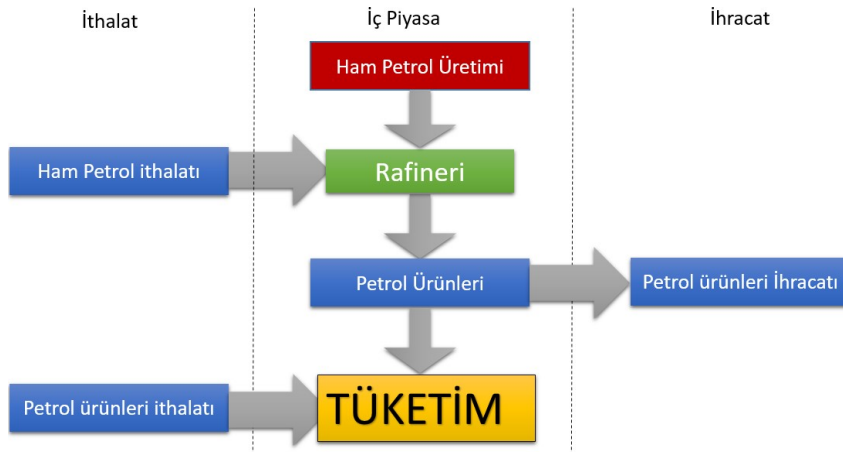 İthalat
İç Piyasa
İhracat
Ham Petrol Üretimi
Ham Petrol ithalatı
Rafineri
Petrol Ürünleri
Petrol ürünleri İhracatı
Petrol ürünleri ithalatı
TÜKETİM